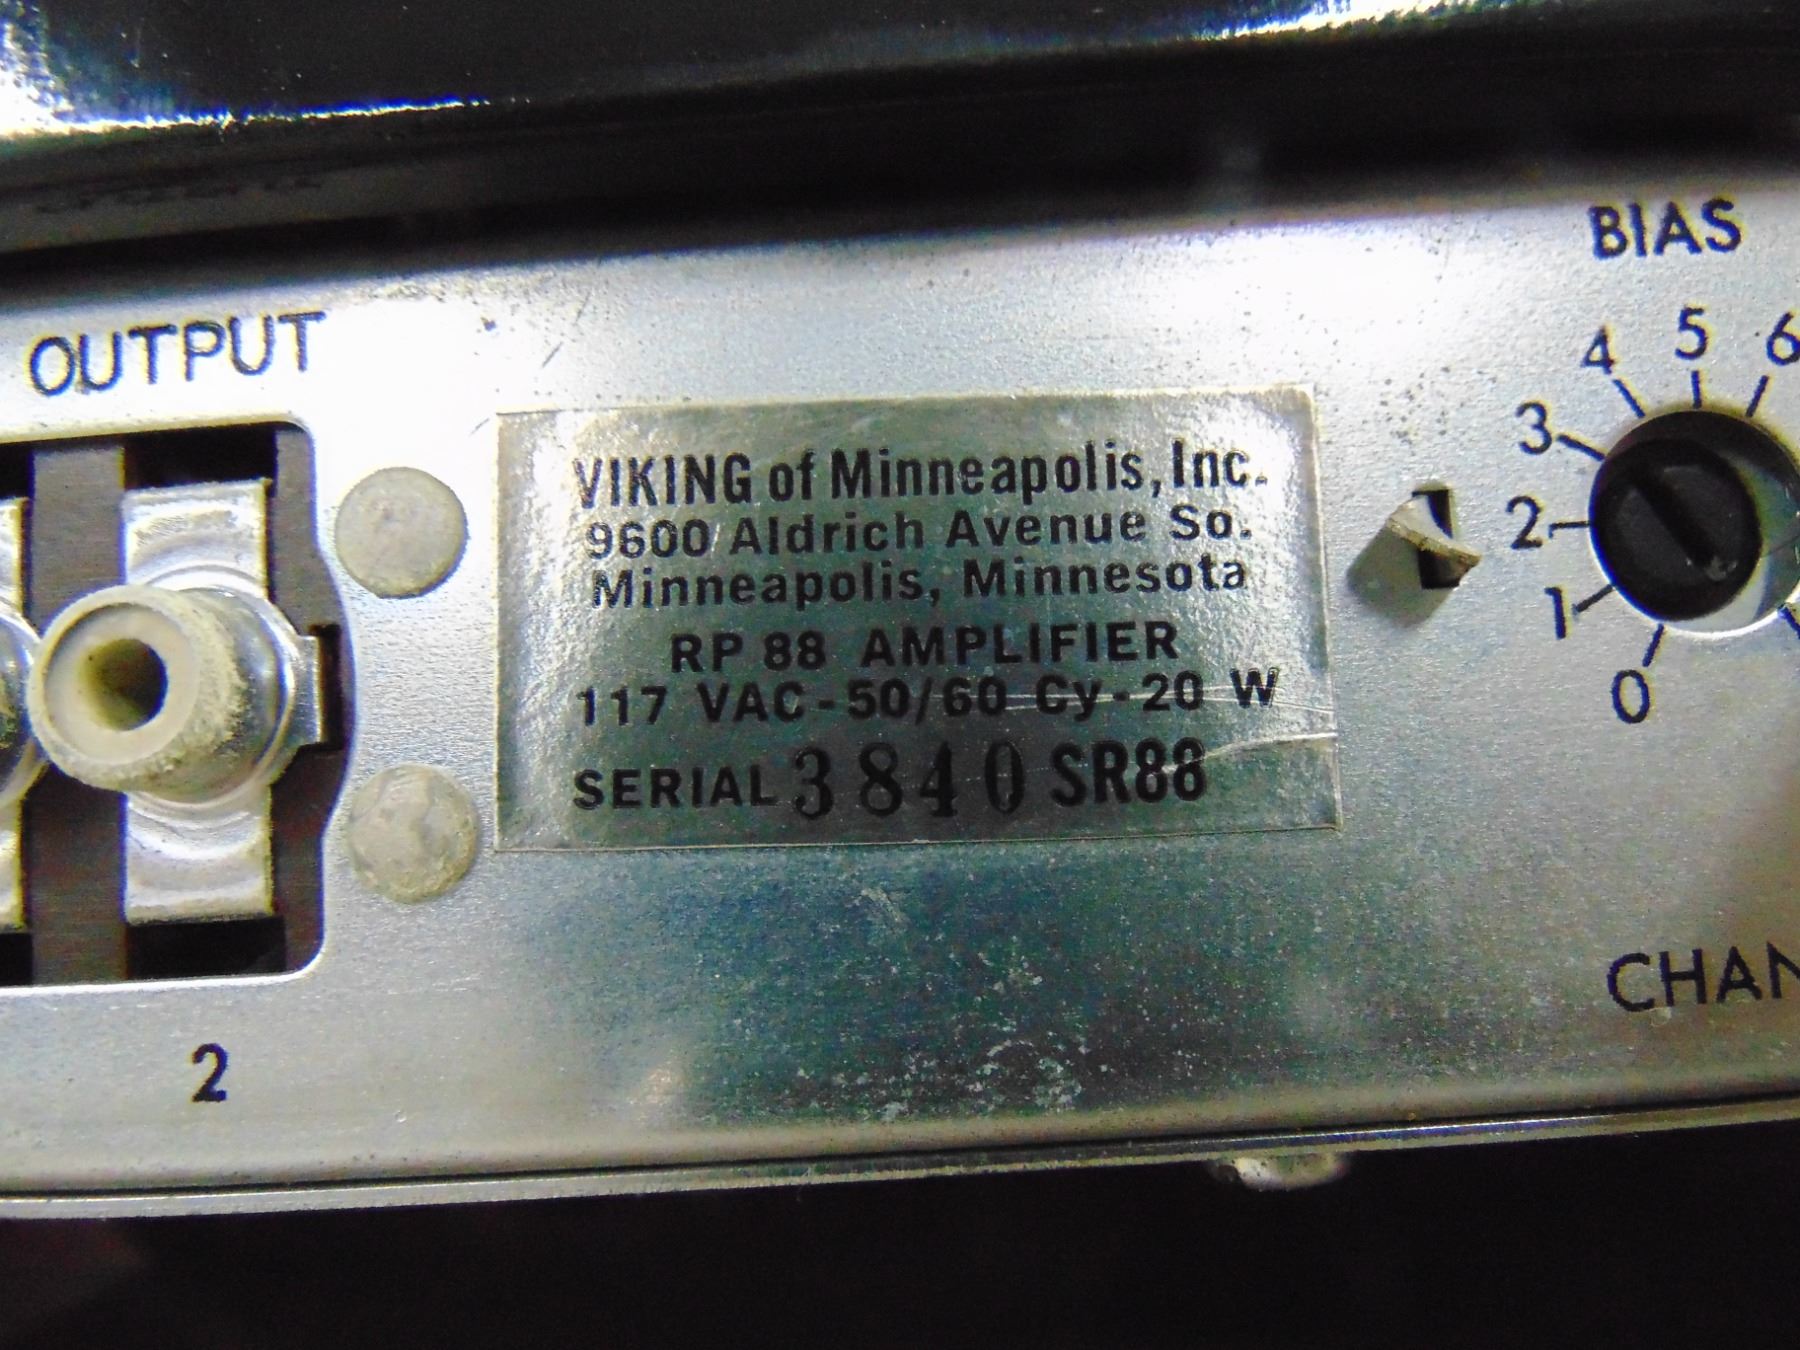 BIAS
OUTPUT
4 5 6
3
2
1
0
VIKING of Minneapolis, Inc.
9600 Aldrich Avenue So.
Minneapolis, Minnesota
RP 88 AMPLIFIER
117 VAC - 50/60 Cy - 20 W
SERIAL 3840 SR88
CHAN
2